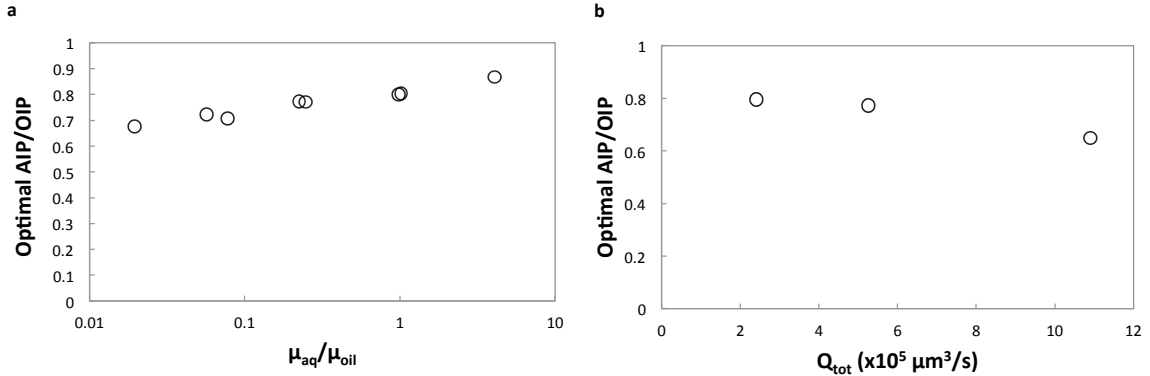 a
Optimal AIP/OIP
1
0.9
0.8
0.7
0.6
0.5
0.4
0.3
0.2
0.1
0
0.01 0.1 1 10
μaq/μoil
b
Optimal AIP/OIP
1
0.8
0.6
0.4
0.2
0
0 2 4 6 8 10 12
Qtot (x10⁵ μm³/s)